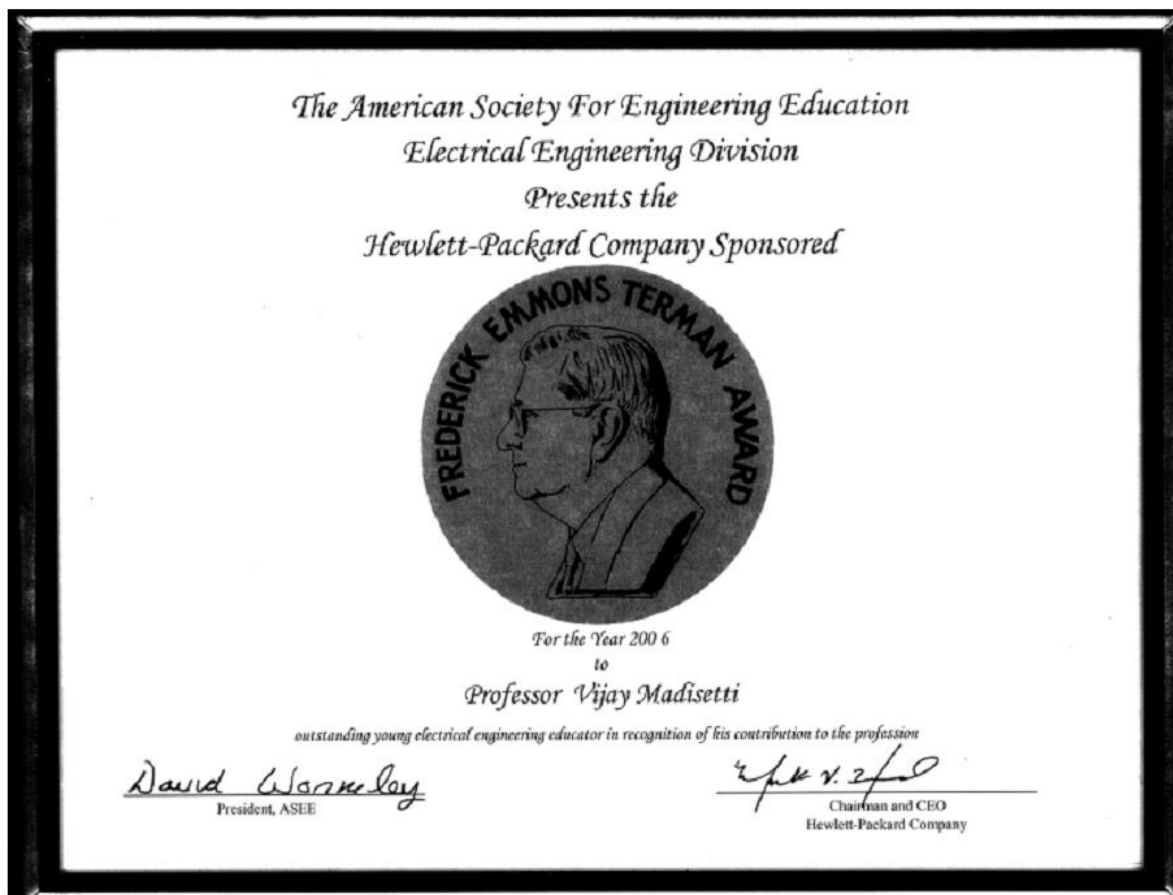 The American Society For Engineering Education
Electrical Engineering Division
Presents the
Hewlett-Packard Company Sponsored
FREDERICK EMMONS TERMAN AWARD
For the Year 200 6
to
Professor Vijay Madisetti
outstanding young electrical engineering educator in recognition of his contribution to the profession
David Wormley
President, ASEE
Chairman and CEO
Hewlett-Packard Company